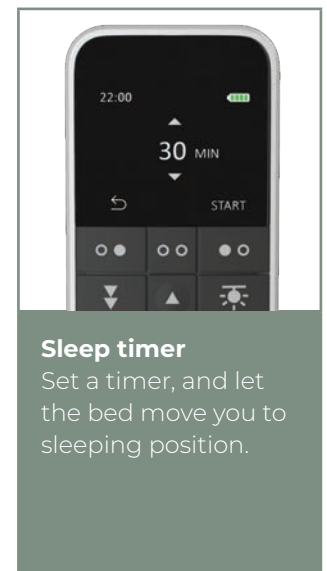 22:00
30 MIN
START
Sleep timer
Set a timer, and let
the bed move you to
sleeping position.